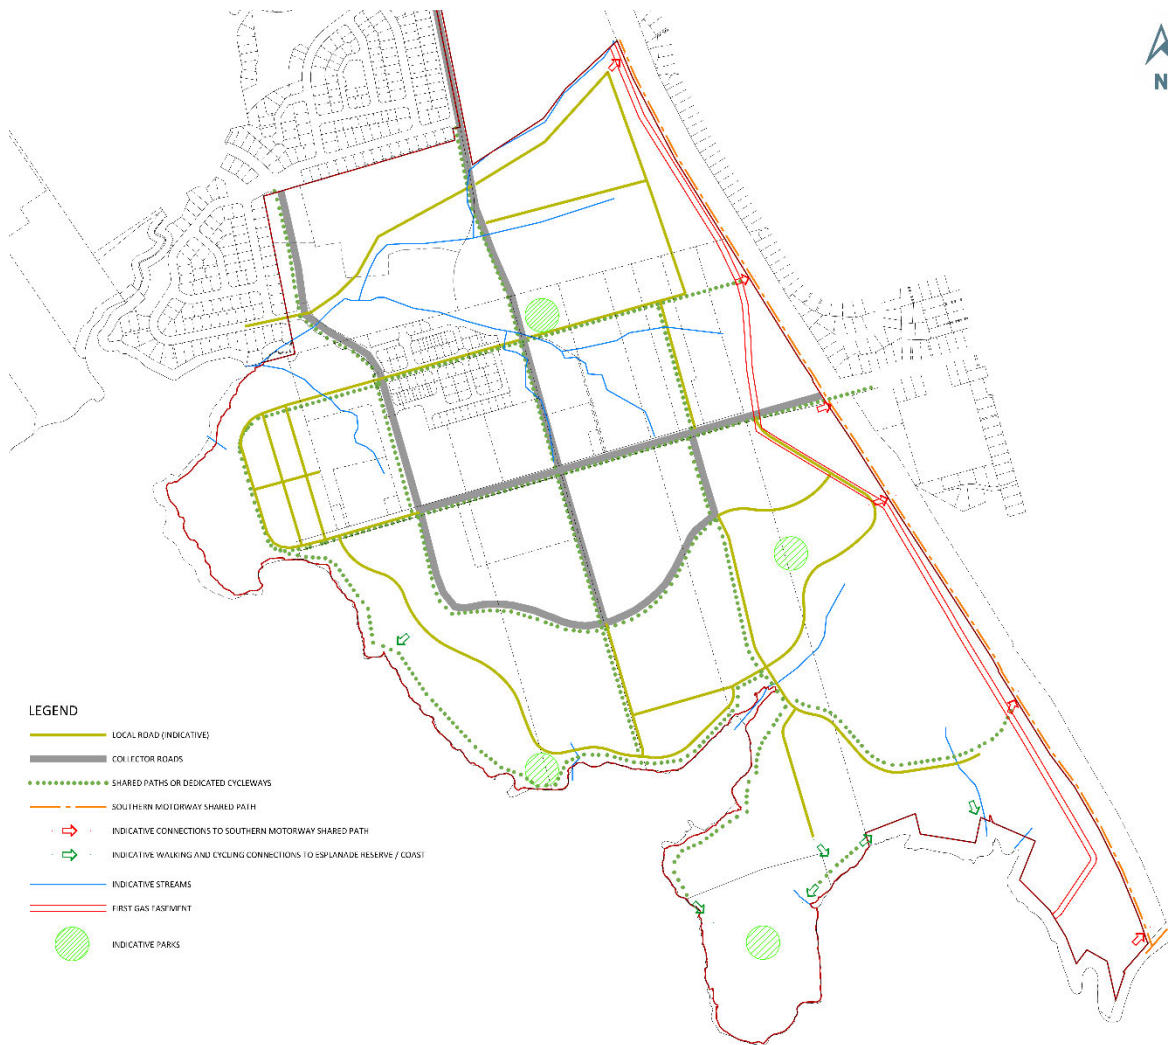 N
LEGEND
LOCAL ROAD (INDICATIVE)
COLLECTOR ROADS
SHARED PATHS OR DEDICATED CYCLEWAYS
SOUTHERN MOTORWAY SHARED PATH
INDICATIVE CONNECTIONS TO SOUTHERN MOTORWAY SHARED PATH
INDICATIVE WALKING AND CYCLING CONNECTIONS TO ESPLANADE RESERVE / COAST
INDICATIVE STREAMS
FIRST GAS EASEMENT
INDICATIVE PARKS